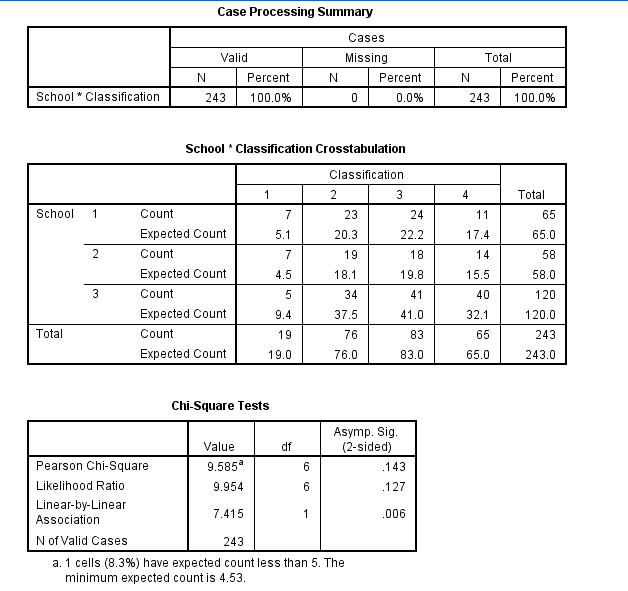 Case Processing Summary
Cases
Valid Missing Total
N Percent N Percent N Percent
School * Classification 243 100.0% 0 0.0% 243 100.0%
School * Classification Crosstabulation
Classification
1 2 3 4 Total
School 1 Count 7 23 24 11 65
Expected Count 5.1 20.3 22.2 17.4 65.0
2 Count 7 19 18 14 58
Expected Count 4.5 18.1 19.8 15.5 58.0
3 Count 5 34 41 40 120
Expected Count 9.4 37.5 41.0 32.1 120.0
Total Count 19 76 83 65 243
Expected Count 19.0 76.0 83.0 65.0 243.0
Chi-Square Tests
Value df Asymp. Sig. (2-sided)
Pearson Chi-Square 9.585a 6 .143
Likelihood Ratio 9.954 6 .127
Linear-by-Linear
Association 7.415 1 .006
N of Valid Cases 243
a. 1 cells (8.3%) have expected count less than 5. The
minimum expected count is 4.53.